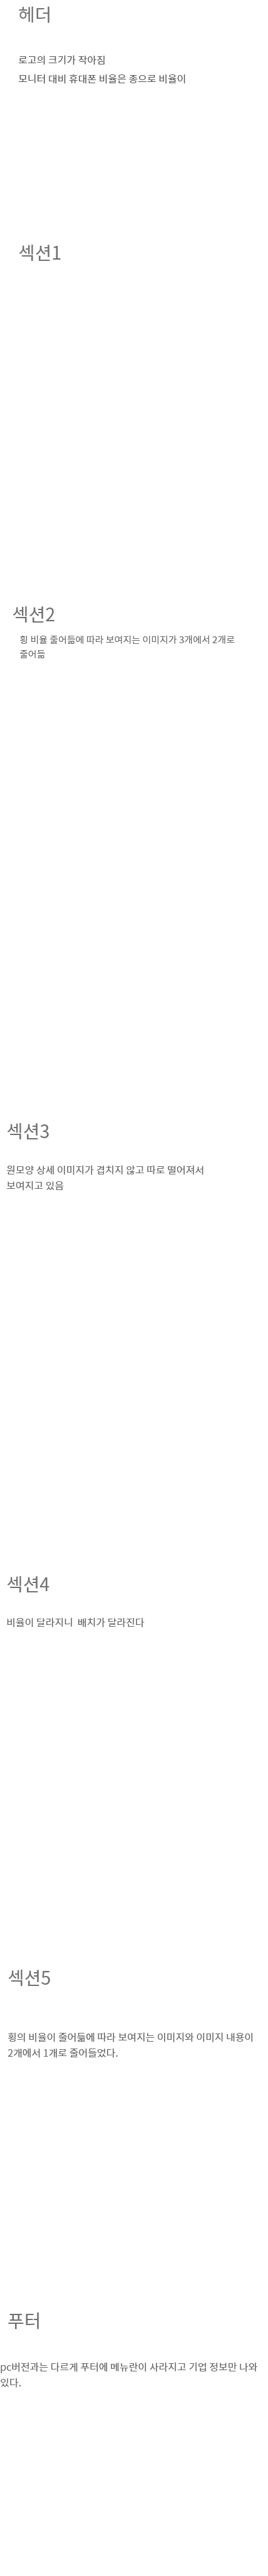 헤더
로고의 크기가 작아짐
모니터 대비 휴대폰 비율은 종으로 비율이
섹션1
섹션2
횡 비율 줄어듦에 따라 보여지는 이미지가 3개에서 2개로
줄어듦
섹션3
원모양 상세 이미지가 겹치지 않고 따로 떨어져서
보여지고 있음
섹션4
비율이 달라지니  배치가 달라진다
섹션5
횡의 비율이 줄어듦에 따라 보여지는 이미지와 이미지 내용이
2개에서 1개로 줄어들었다.
푸터
pc버전과는 다르게 푸터에 메뉴란이 사라지고 기업 정보만 나와
있다.